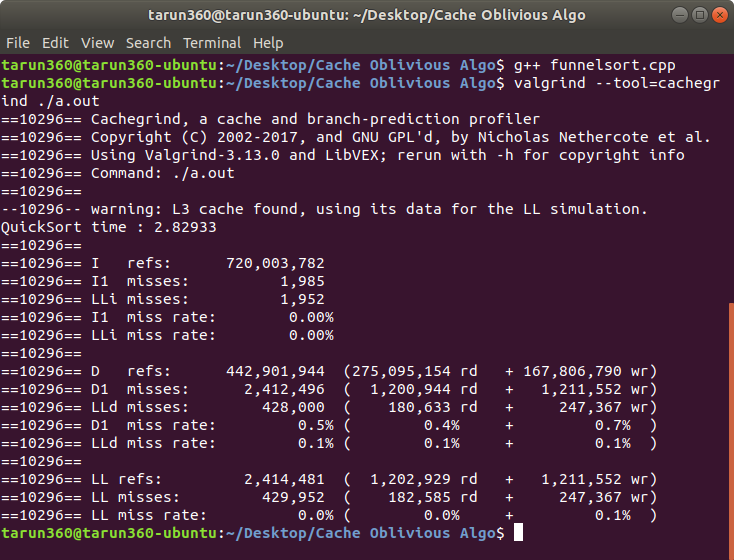 tarun360@tarun360-ubuntu: ~/Desktop/Cache Oblivious Algo
File Edit View Search Terminal Help
tarun360@tarun360-ubuntu:~/Desktop/Cache Oblivious Algo$ g++ funnelsort.cpp
tarun360@tarun360-ubuntu:~/Desktop/Cache Oblivious Algo$ valgrind --tool=cachegr
ind ./a.out
==10296== Cachegrind, a cache and branch-prediction profiler
==10296== Copyright (C) 2002-2017, and GNU GPL'd, by Nicholas Nethercote et al.
==10296== Using Valgrind-3.13.0 and LibVEX; rerun with -h for copyright info
==10296== Command: ./a.out
==10296==
--10296-- warning: L3 cache found, using its data for the LL simulation.
QuickSort time : 2.82933
==10296==
==10296== I   refs:      720,003,782
==10296== I1  misses:          1,985
==10296== LLi misses:          1,952
==10296== I1  miss rate:        0.00%
==10296== LLi miss rate:        0.00%
==10296==
==10296== D   refs:      442,901,944  (275,095,154 rd   + 167,806,790 wr)
==10296== D1  misses:      2,412,496  (  1,200,944 rd   +   1,211,552 wr)
==10296== LLd misses:        428,000  (    180,633 rd   +     247,367 wr)
==10296== D1  miss rate:         0.5% (        0.4%     +         0.7%  )
==10296== LLd miss rate:         0.1% (        0.1%     +         0.1%  )
==10296==
==10296== LL refs:         2,414,481  (  1,202,929 rd   +   1,211,552 wr)
==10296== LL misses:         429,952  (    182,585 rd   +     247,367 wr)
==10296== LL miss rate:          0.0% (        0.0%     +         0.1%  )
tarun360@tarun360-ubuntu:~/Desktop/Cache Oblivious Algo$